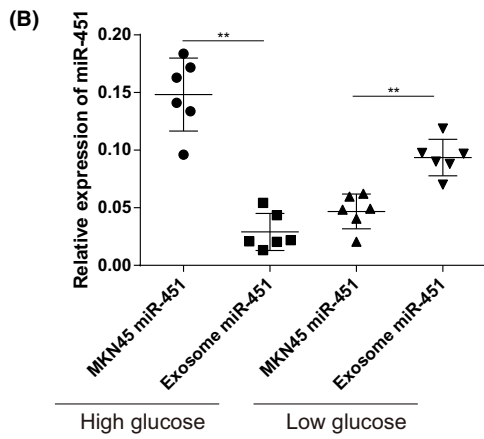 (B)
Relative expression of miR-451
0.20
0.15
0.10
0.05
0.00
**
**
MKN45 miR-451
Exosome miR-451
MKN45 miR-451
Exosome miR-451
High glucose
Low glucose